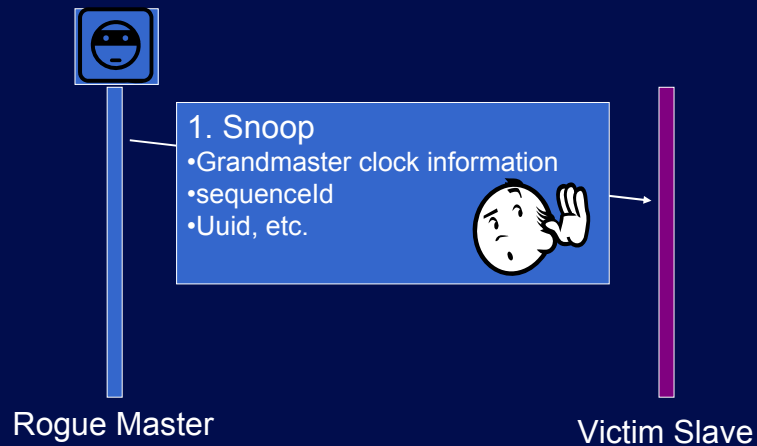 1. Snoop
•Grandmaster clock information
•sequenceId
•Uuid, etc.
Rogue Master
Victim Slave